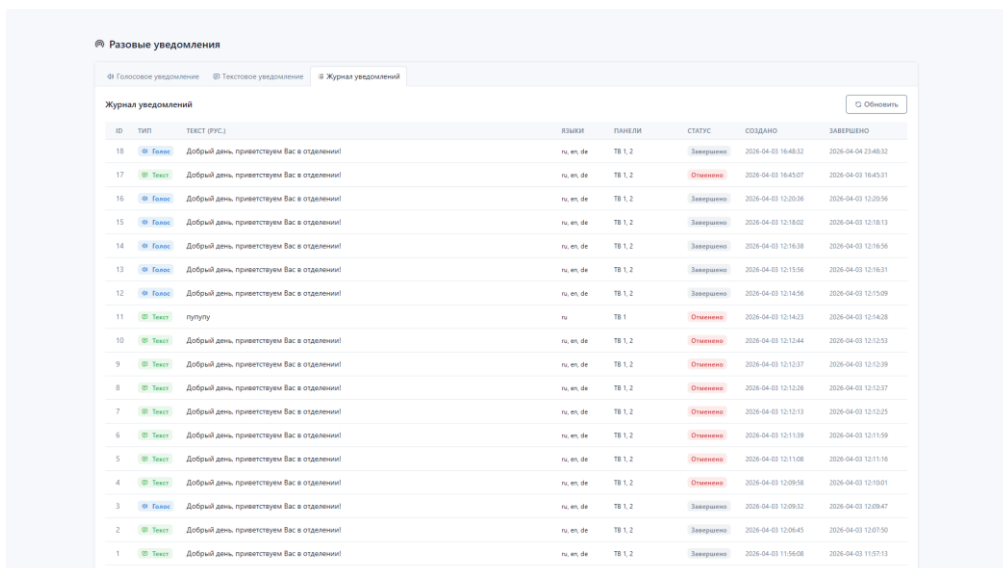 Разовые уведомления
Голосовое уведомление Текстовое уведомление Журнал уведомлений
Журнал уведомлений Обновить
ID ТИП ТЕКСТ (РУС.) ЯЗЫКИ ПАНЕЛИ СТАТУС СОЗДАНО ЗАВЕРШЕНО
18 Голос Добрый день, приветствуем Вас в отделении! ru, en, de ТВ 1, 2 Завершено 2026-04-03 16:48:32 2026-04-04 23:48:32
17 Текст Добрый день, приветствуем Вас в отделении! ru, en, de ТВ 1, 2 Отменено 2026-04-03 16:45:07 2026-04-03 16:45:31
16 Голос Добрый день, приветствуем Вас в отделении! ru, en, de ТВ 1, 2 Завершено 2026-04-03 12:20:36 2026-04-03 12:20:56
15 Голос Добрый день, приветствуем Вас в отделении! ru, en, de ТВ 1, 2 Завершено 2026-04-03 12:18:02 2026-04-03 12:18:13
14 Голос Добрый день, приветствуем Вас в отделении! ru, en, de ТВ 1, 2 Завершено 2026-04-03 12:16:38 2026-04-03 12:16:56
13 Голос Добрый день, приветствуем Вас в отделении! ru, en, de ТВ 1, 2 Завершено 2026-04-03 12:15:56 2026-04-03 12:16:31
12 Голос Добрый день, приветствуем Вас в отделении! ru, en, de ТВ 1, 2 Завершено 2026-04-03 12:14:56 2026-04-03 12:15:09
11 Текст пупупу ru ТВ 1 Отменено 2026-04-03 12:14:23 2026-04-03 12:14:28
10 Текст Добрый день, приветствуем Вас в отделении! ru, en, de ТВ 1, 2 Отменено 2026-04-03 12:12:44 2026-04-03 12:12:53
9 Текст Добрый день, приветствуем Вас в отделении! ru, en, de ТВ 1, 2 Отменено 2026-04-03 12:12:37 2026-04-03 12:12:39
8 Текст Добрый день, приветствуем Вас в отделении! ru, en, de ТВ 1, 2 Отменено 2026-04-03 12:12:26 2026-04-03 12:12:37
7 Текст Добрый день, приветствуем Вас в отделении! ru, en, de ТВ 1, 2 Отменено 2026-04-03 12:12:13 2026-04-03 12:12:25
6 Текст Добрый день, приветствуем Вас в отделении! ru, en, de ТВ 1, 2 Отменено 2026-04-03 12:11:39 2026-04-03 12:11:59
5 Текст Добрый день, приветствуем Вас в отделении! ru, en, de ТВ 1, 2 Отменено 2026-04-03 12:11:08 2026-04-03 12:11:16
4 Текст Добрый день, приветствуем Вас в отделении! ru, en, de ТВ 1, 2 Отменено 2026-04-03 12:09:58 2026-04-03 12:10:01
3 Голос Добрый день, приветствуем Вас в отделении! ru, en, de ТВ 1, 2 Завершено 2026-04-03 12:09:32 2026-04-03 12:09:47
2 Текст Добрый день, приветствуем Вас в отделении! ru, en, de ТВ 1, 2 Завершено 2026-04-03 12:06:45 2026-04-03 12:07:50
1 Текст Добрый день, приветствуем Вас в отделении! ru, en, de ТВ 1, 2 Завершено 2026-04-03 11:56:08 2026-04-03 11:57:13